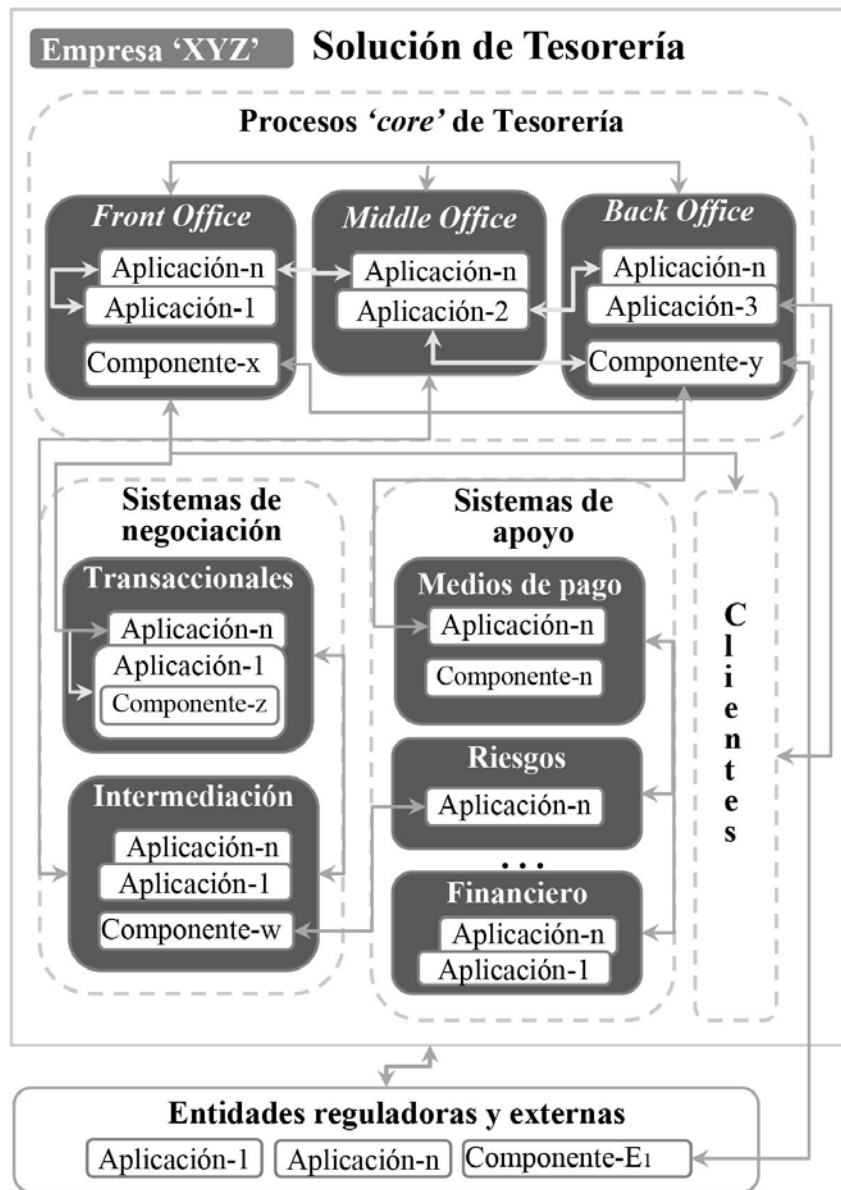 Empresa ‘XYZ’ Solución de Tesorería
Procesos ‘core’ de Tesorería
Front Office
Aplicación-n
Aplicación-1
Componente-x
Middle Office
Aplicación-n
Aplicación-2
Back Office
Aplicación-n
Aplicación-3
Componente-y
Sistemas de
negociación
Transaccionales
Aplicación-n
Aplicación-1
Componente-z
Intermediación
Aplicación-n
Aplicación-1
Componente-w
Sistemas de
apoyo
Medios de pago
Aplicación-n
Componente-n
Riesgos
Aplicación-n
...
Financiero
Aplicación-n
Aplicación-1
Clientes
Entidades reguladoras y externas
Aplicación-1 Aplicación-n Componente-E1